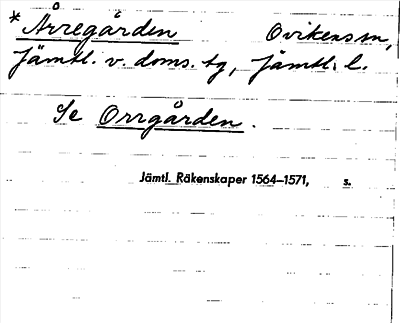 * Årregården Ovikens sn,
Jämtl. v. doms. tg, Jämtl. l.
Se Orrgården.
Jämtl. Räkenskaper 1564–1571, s.